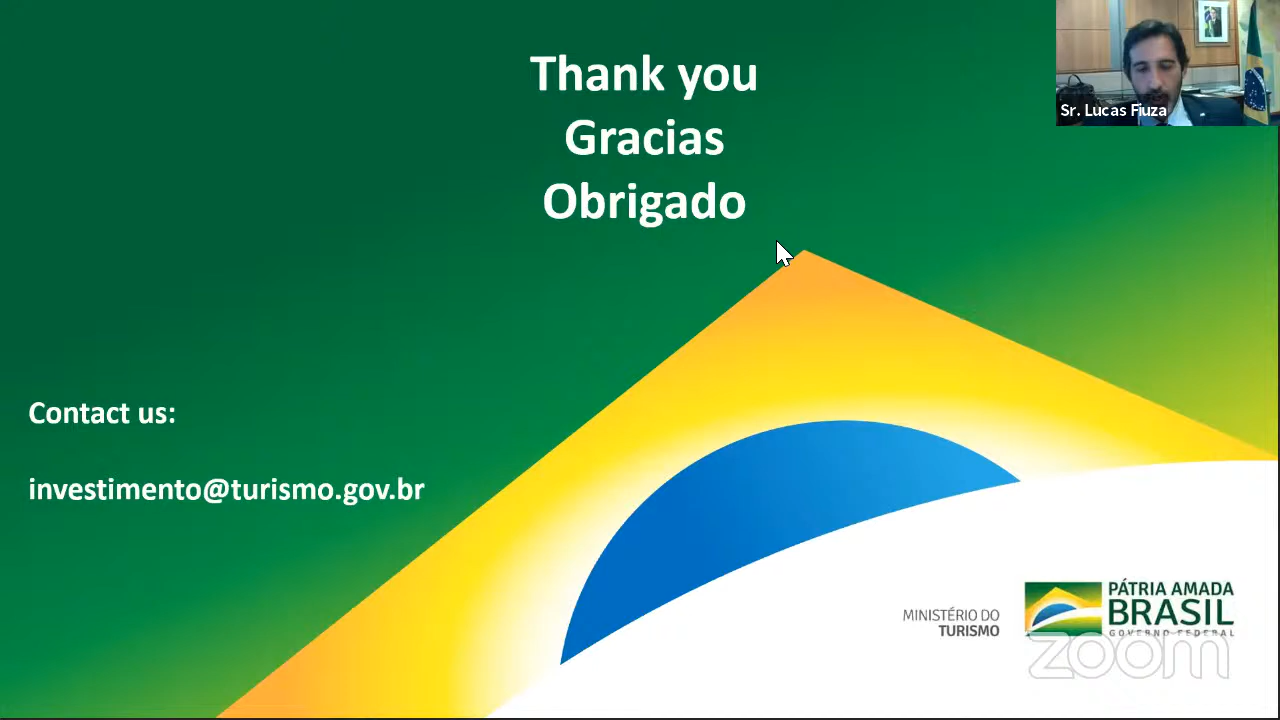 Thank you
Gracias
Obrigado
Sr. Lucas Fiuza
Contact us:
investimento@turismo.gov.br
MINISTÉRIO DO
TURISMO
PÁTRIA AMADA
BRASIL
GOVERNO FEDERAL
zoom